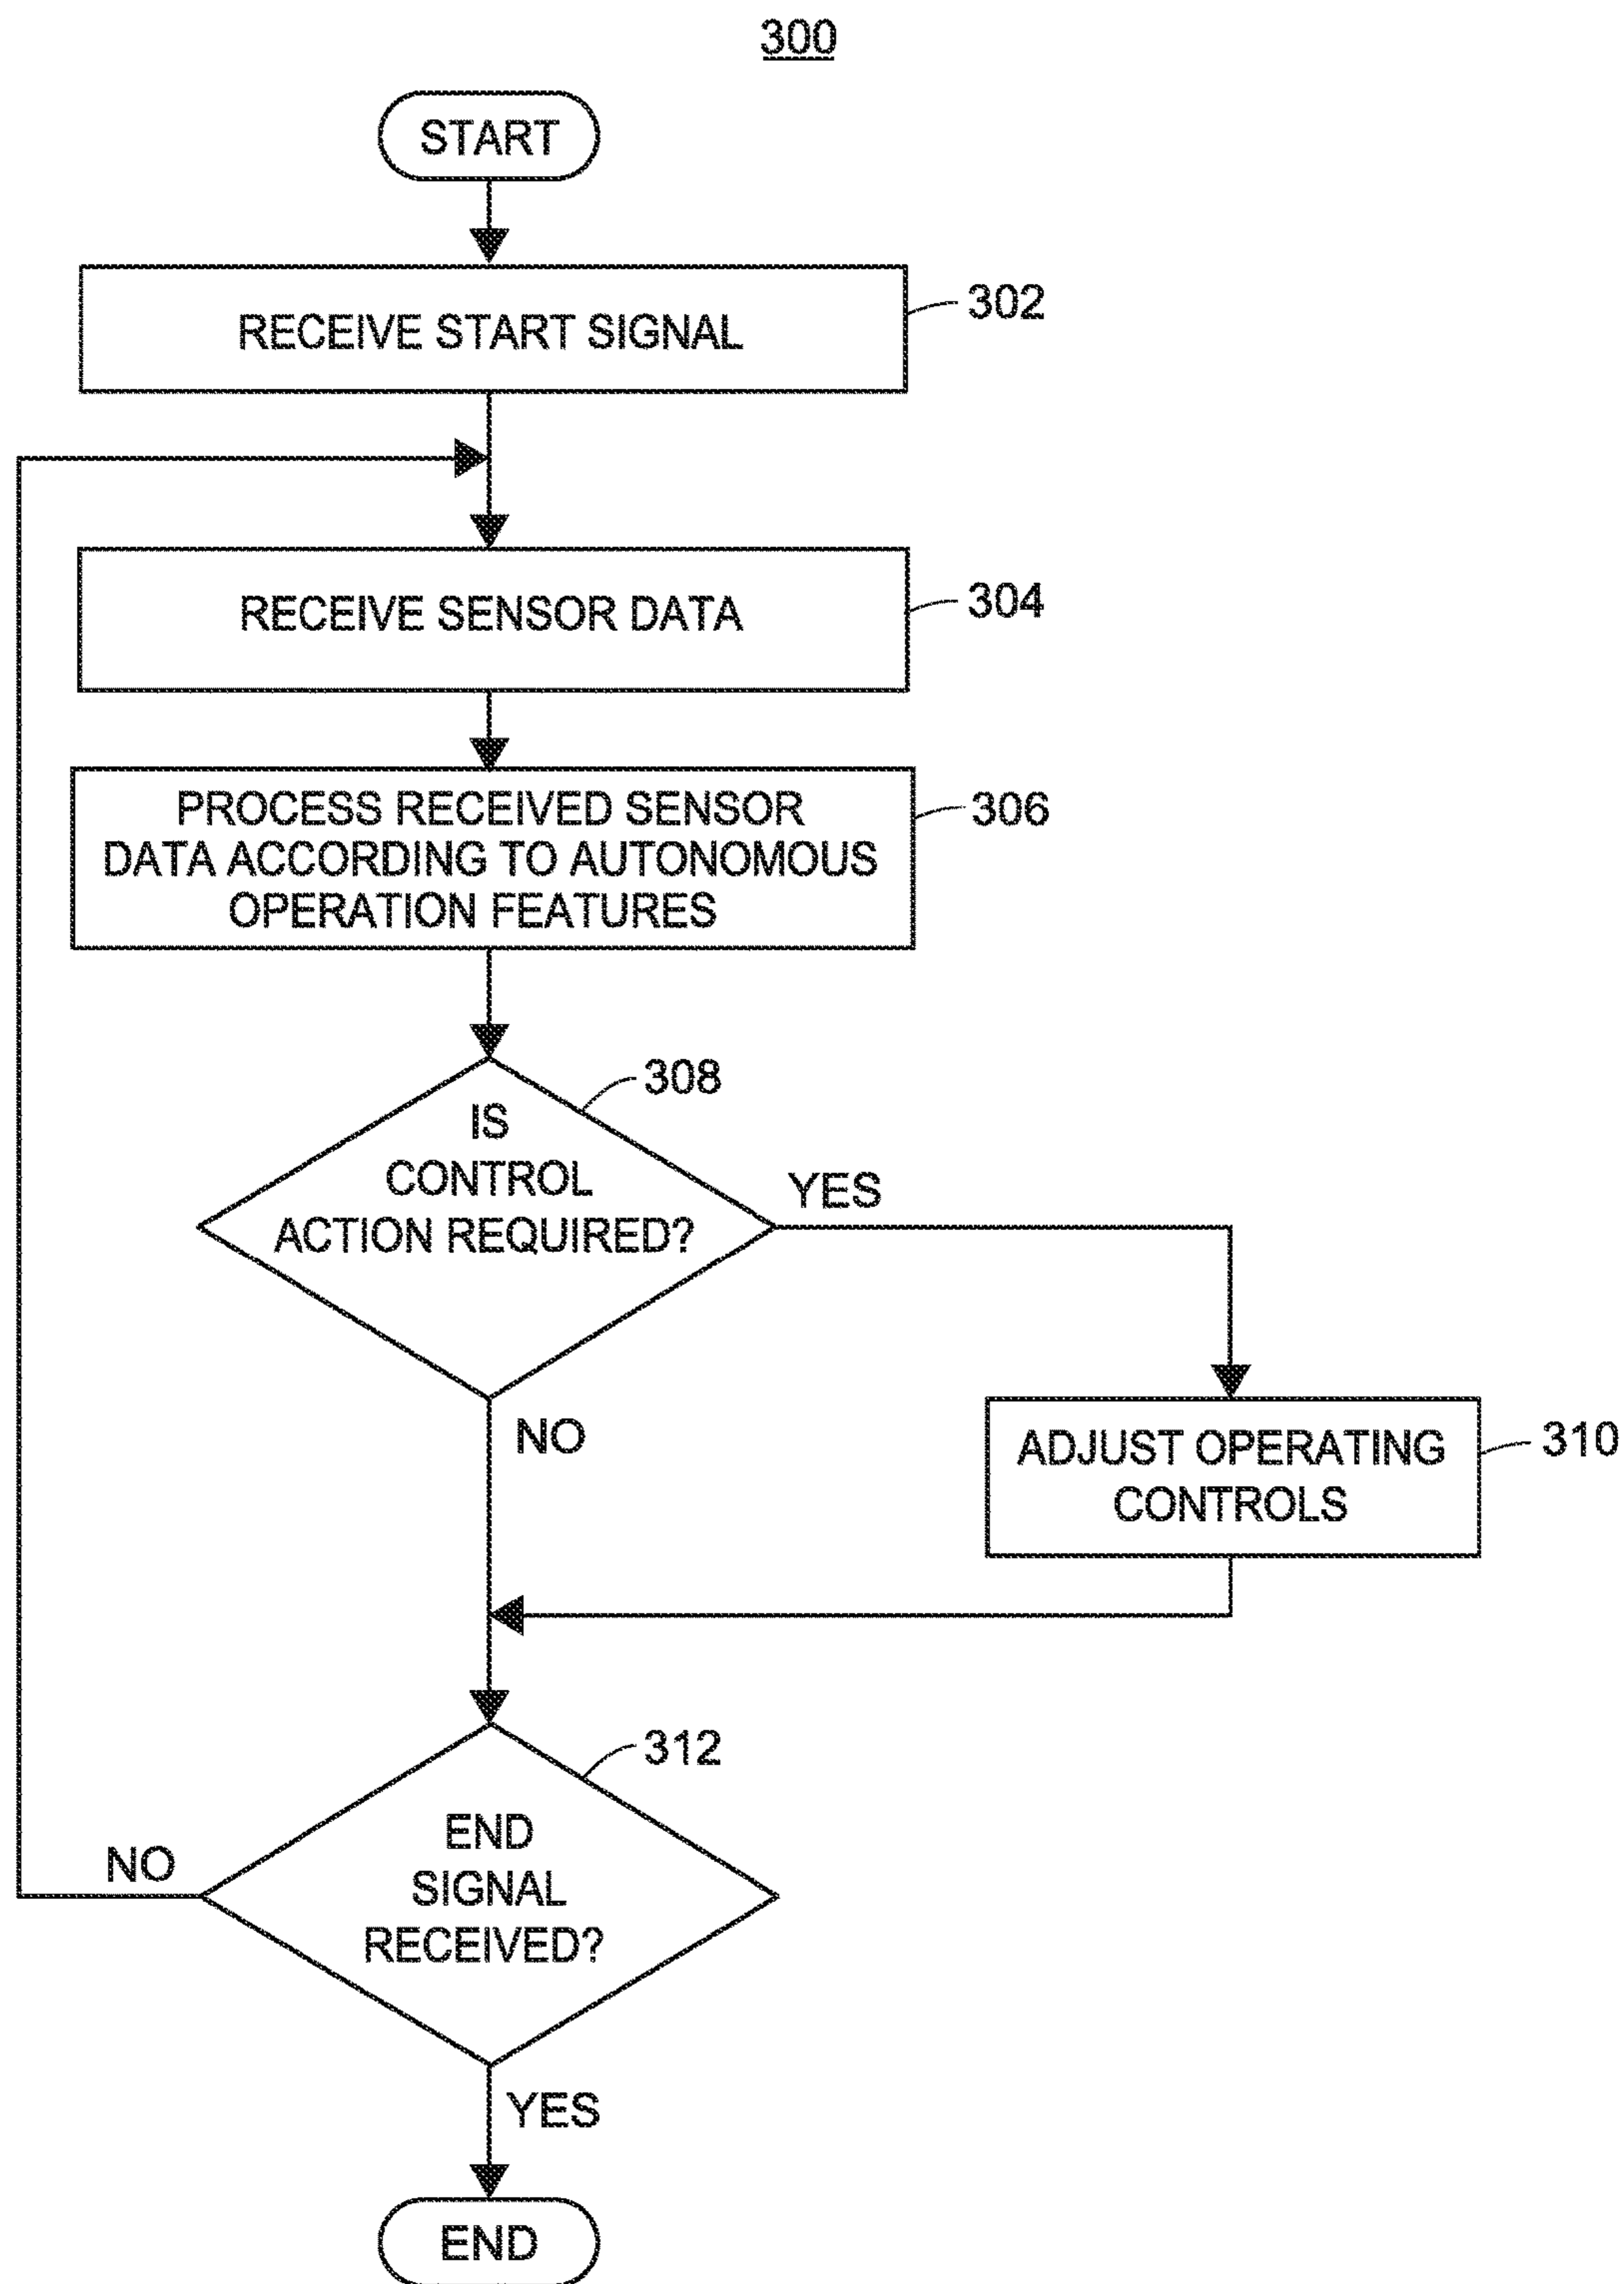 300
START
RECEIVE START SIGNAL
302
RECEIVE SENSOR DATA
304
PROCESS RECEIVED SENSOR
DATA ACCORDING TO AUTONOMOUS
OPERATION FEATURES
306
308
IS
CONTROL
ACTION REQUIRED?
YES
NO
ADJUST OPERATING
CONTROLS
310
312
END
SIGNAL
RECEIVED?
NO
YES
END